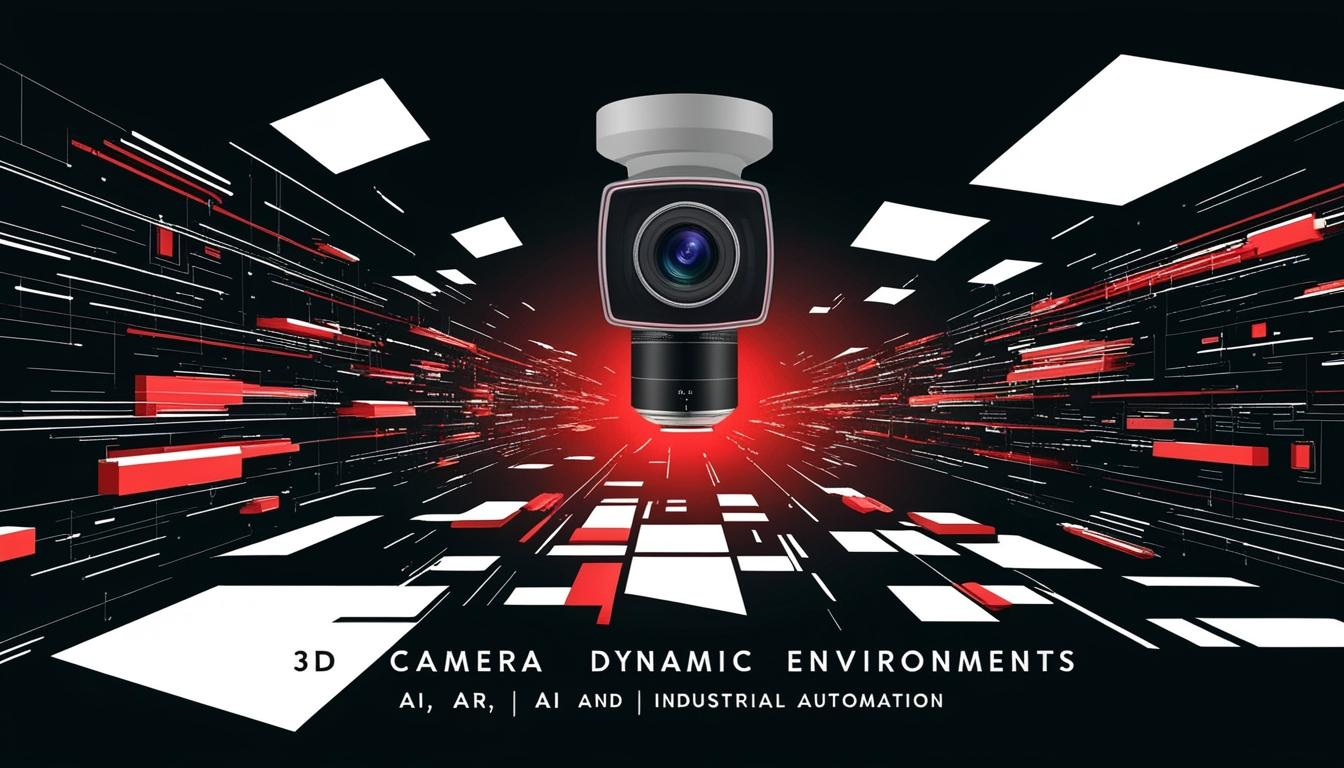 3D CAMERA DYNAMIC ENVIRONMENTS
AI, AR, | AI AND | INDUSTRIAL AUTOMATION